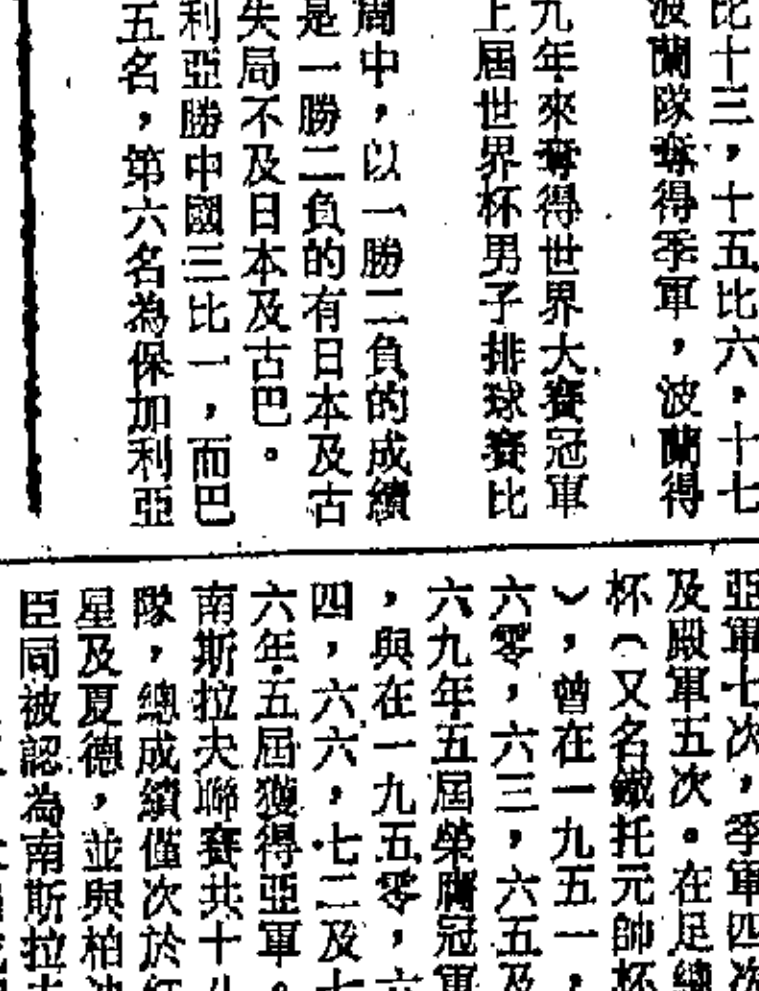 比十三，十五比六，十七
波蘭隊奪得季軍，波蘭得
九年來奪得世界大賽冠軍
上屆世界杯男子排球賽比
周中，以一勝二負的成績
是一勝二負的有日本及古
失局不及日本及古巴。
利亞勝中國三比一，而巴
五名，第六名為保加利亞
亞軍七次，季軍四次
及殿軍五次。在足總
杯（又名鐵托元帥杯
），曾在一九五一，
六零，六三，六五及
六九年五屆榮膺冠軍
，與在一九五零，六
四，六六，七二及七
六年五屆獲得亞軍。
南斯拉夫聯賽共十八
隊，總成績僅次於紅
星及夏德，並與柏
臣同被認為南斯拉夫